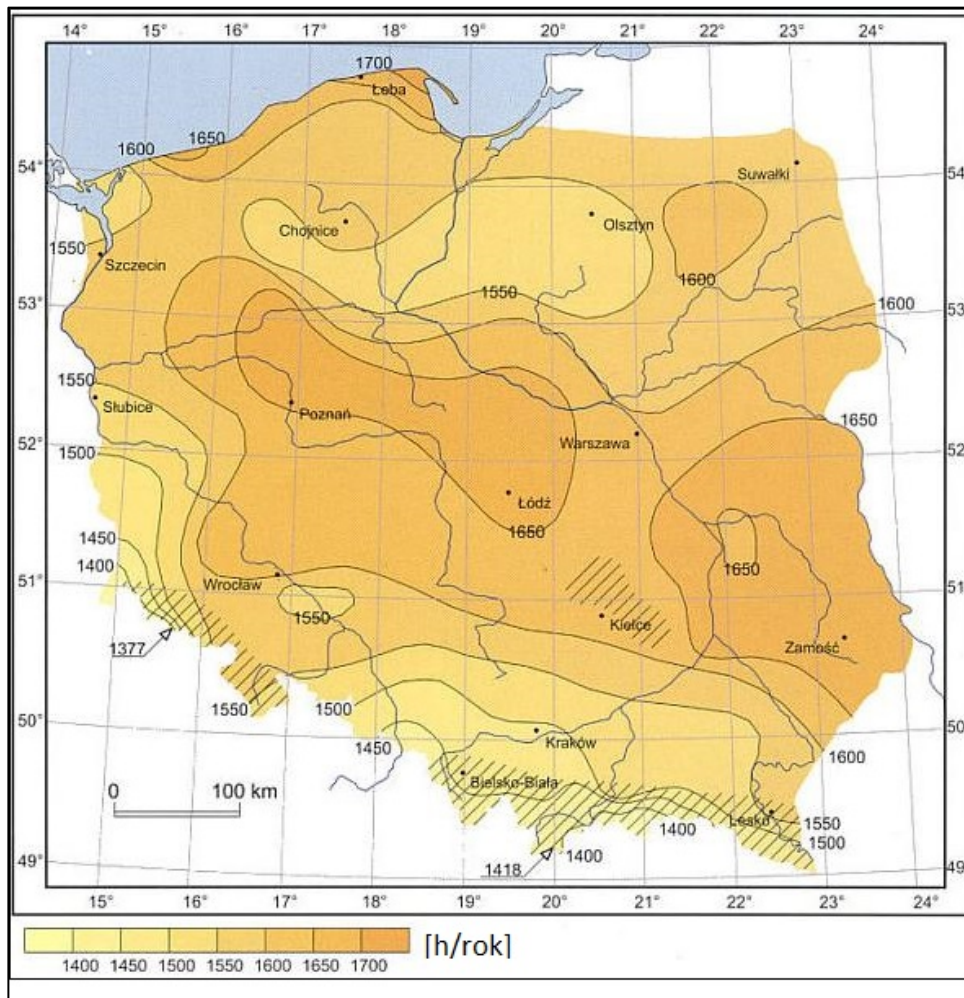 14° 15° 16° 17° 18° 19° 20° 21° 22° 23° 24°
1700
Łeba
1650
1600
54°
54
Suwałki
Chojnice
Olsztyn
1550
Szczecin
1600
53°
1550
1600
53
1550
Słubice
Poznań
1650
Warszawa
52°
52
1500
Łódź
1650
1450
1400
1650
51°
51
Wrocław
1550
Kielce
1377
Zamość
1550
1500
50°
50
1450
Kraków
1600
0 100 km
Bielsko-Biała
Lesko
1550
1400
1500
49°
1418
1400
49
15° 16° 17° 18° 19° 20° 21° 22° 23° 24°
[h/rok]
1400 1450 1500 1550 1600 1650 1700